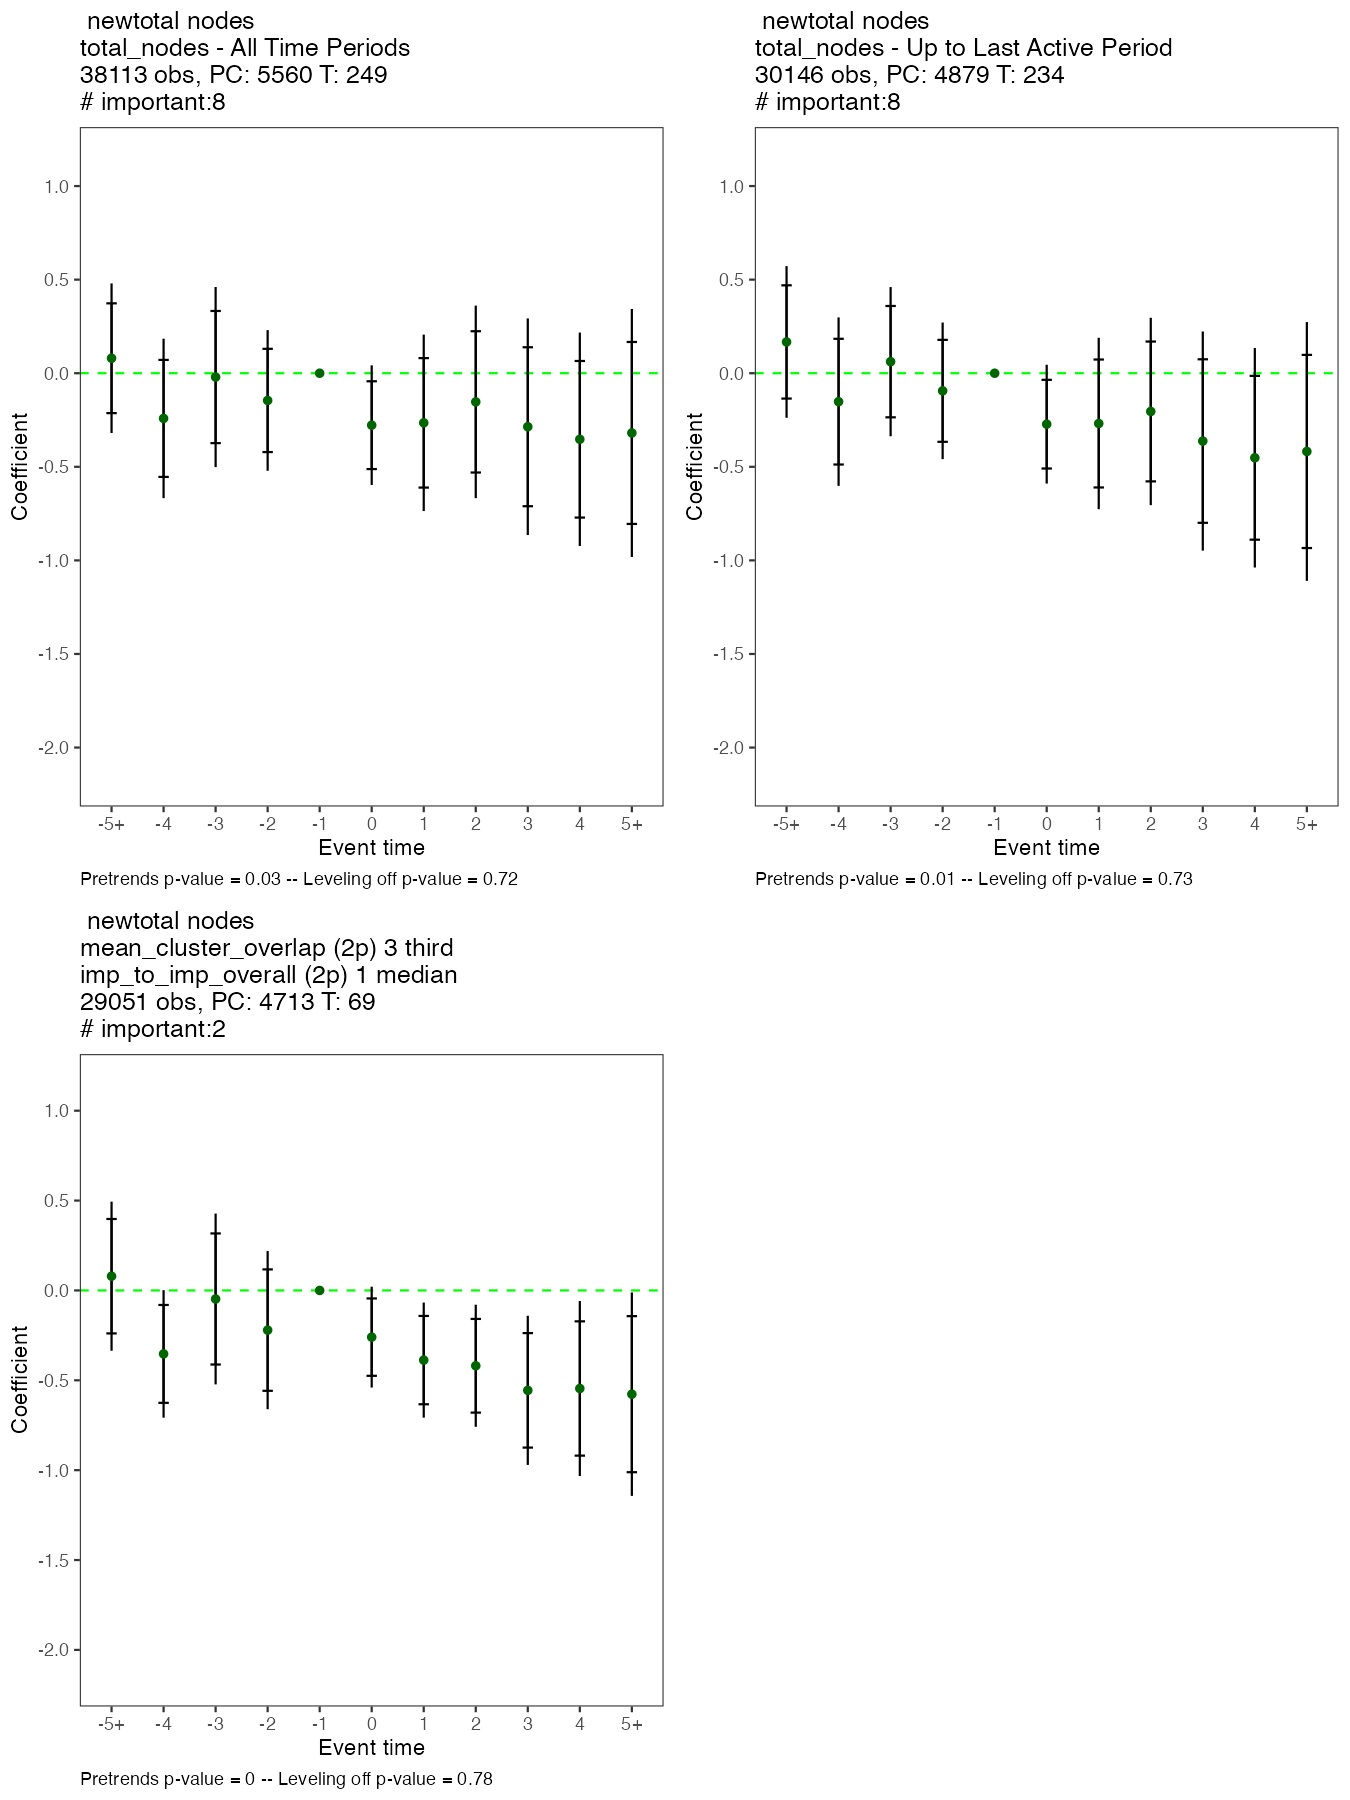 newtotal nodes
total_nodes - All Time Periods
38113 obs, PC: 5560 T: 249
# important:8
1.0
0.5
0.0
-0.5
-1.0
-1.5
-2.0
Coefficient
-5+ -4 -3 -2 -1 0 1 2 3 4 5+
Event time
Pretrends p-value = 0.03 -- Leveling off p-value = 0.72
newtotal nodes
total_nodes - Up to Last Active Period
30146 obs, PC: 4879 T: 234
# important:8
1.0
0.5
0.0
-0.5
-1.0
-1.5
-2.0
Coefficient
-5+ -4 -3 -2 -1 0 1 2 3 4 5+
Event time
Pretrends p-value = 0.01 -- Leveling off p-value = 0.73
newtotal nodes
mean_cluster_overlap (2p) 3 third
imp_to_imp_overall (2p) 1 median
29051 obs, PC: 4713 T: 69
# important:2
1.0
0.5
0.0
-0.5
-1.0
-1.5
-2.0
Coefficient
-5+ -4 -3 -2 -1 0 1 2 3 4 5+
Event time
Pretrends p-value = 0 -- Leveling off p-value = 0.78